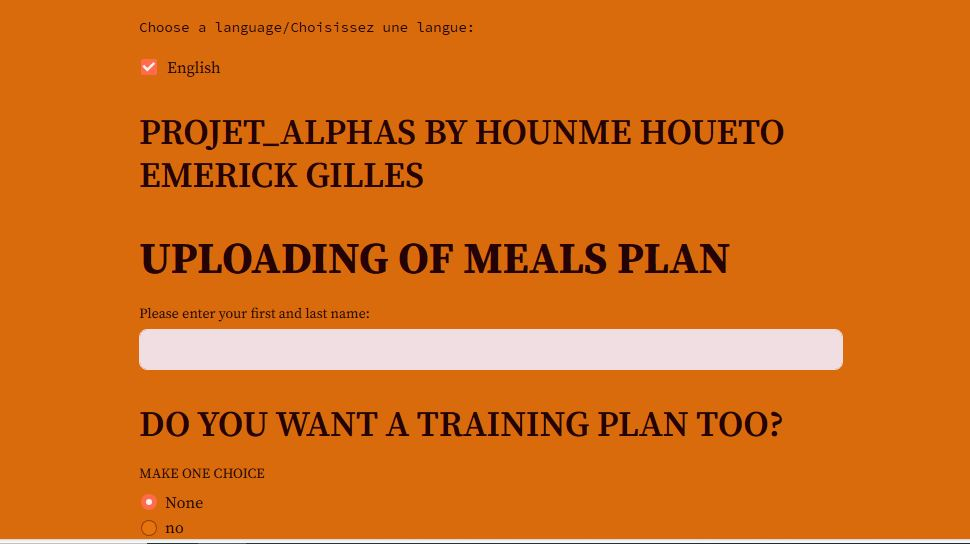 Choose a language/Choisissez une langue:
English
PROJET_ALPHAS BY HOUNME HOUETO
EMERICK GILLES
UPLOADING OF MEALS PLAN
Please enter your first and last name:
DO YOU WANT A TRAINING PLAN TOO?
MAKE ONE CHOICE
None
no